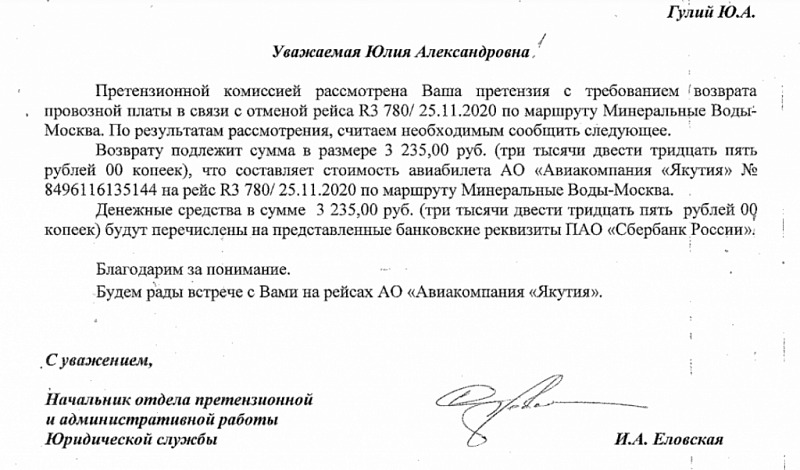 Гулий Ю.А.
Уважаемая Юлия Александровна
Претензионной комиссией рассмотрена Ваша претензия с требованием возврата
провозной платы в связи с отменой рейса R3 780/ 25.11.2020 по маршруту Минеральные Воды-
Москва. По результатам рассмотрения, считаем необходимым сообщить следующее.
Возврату подлежит сумма в размере 3 235,00 руб. (три тысячи двести тридцать пять
рублей 00 копеек), что составляет стоимость авиабилета АО «Авиакомпания «Якутия» №
8496116135144 на рейс R3 780/ 25.11.2020 по маршруту Минеральные Воды-Москва.
Денежные средства в сумме 3 235,00 руб. (три тысячи двести тридцать пять рублей 00
копеек) будут перечислены на представленные банковские реквизиты ПАО «Сбербанк России».
Благодарим за понимание.
Будем рады встрече с Вами на рейсах АО «Авиакомпания «Якутия».
С уважением,
Начальник отдела претензионной
и административной работы
Юридической службы И.А. Еловская